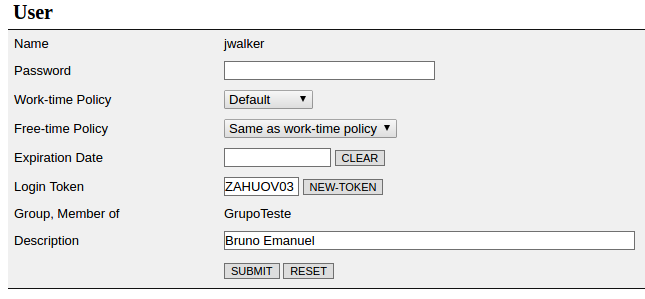 User
Name jwalker
Password
Work-time Policy Default
Free-time Policy Same as work-time policy
Expiration Date CLEAR
Login Token ZAHUOV03 NEW-TOKEN
Group, Member of GrupoTeste
Description Bruno Emanuel
SUBMIT RESET